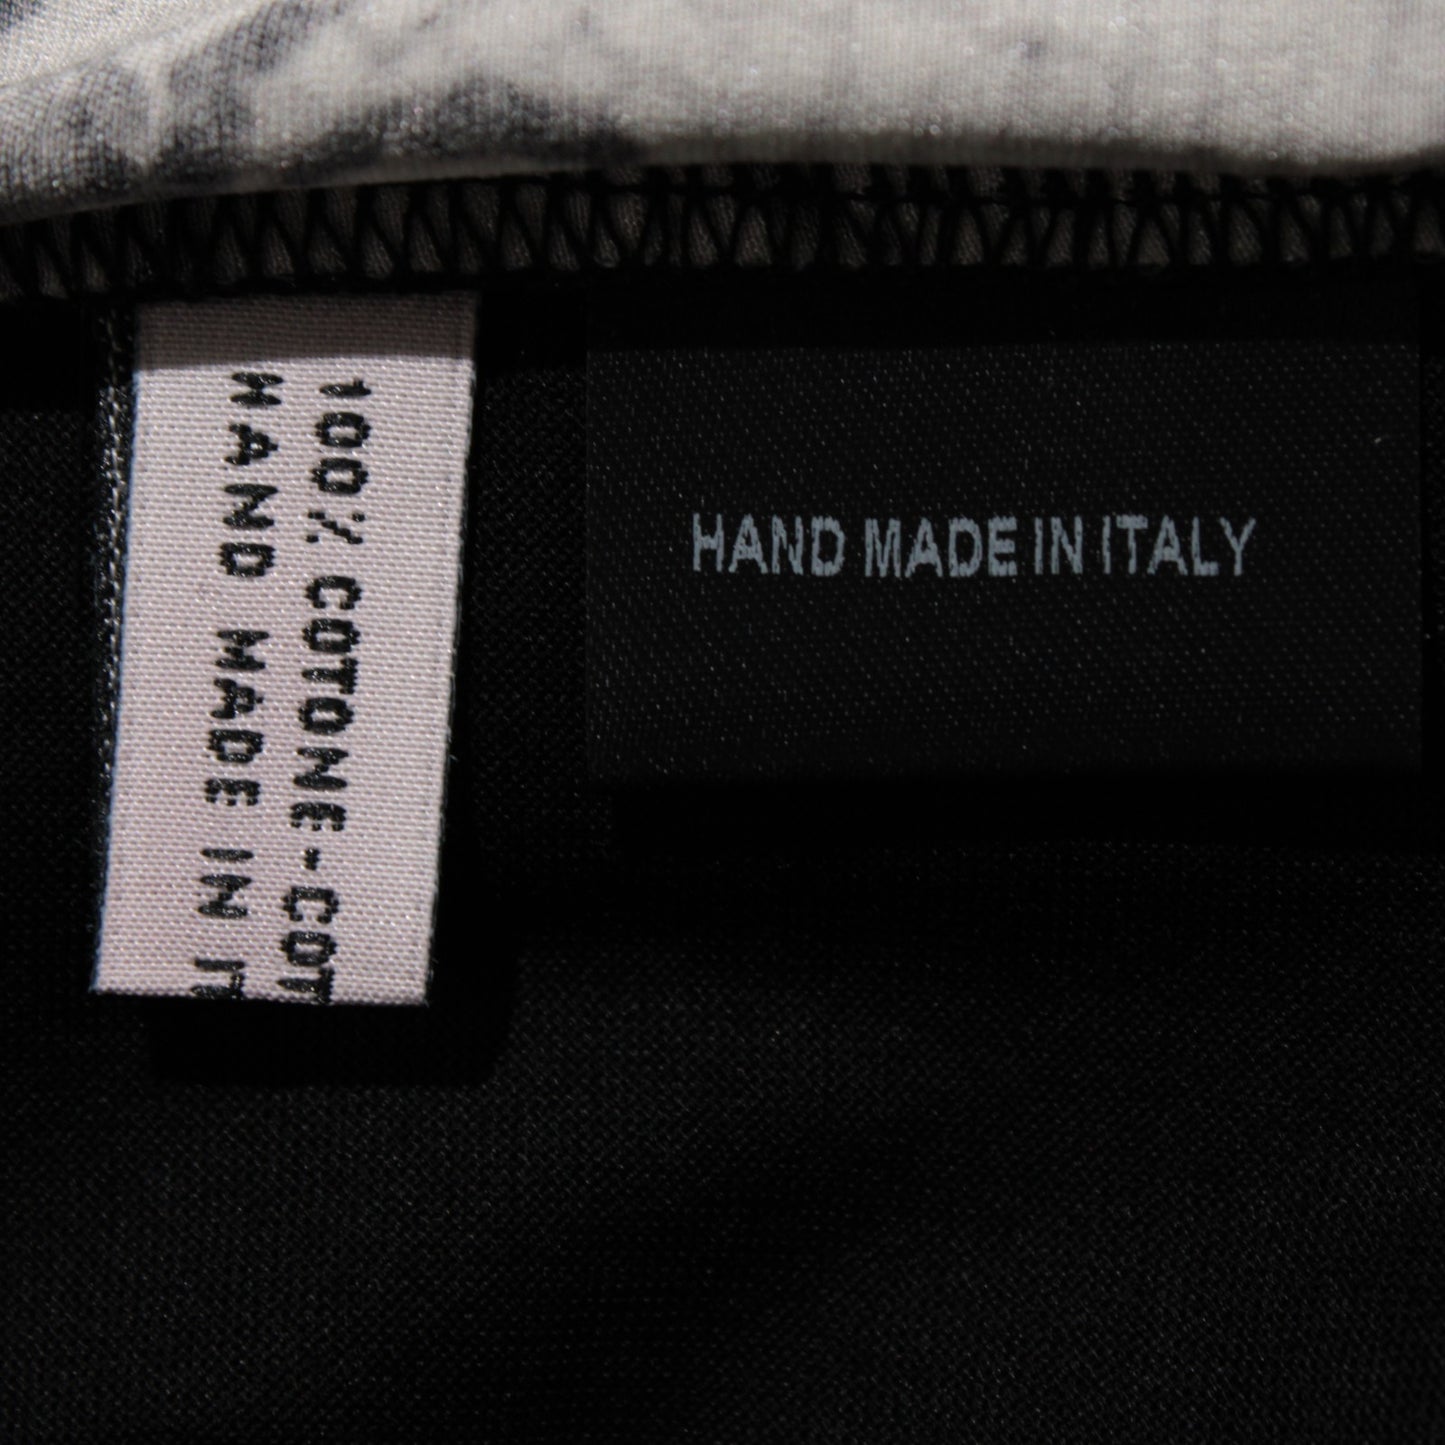 100% COTONE-COT
HAND MADE IN IT
HAND MADE IN ITALY